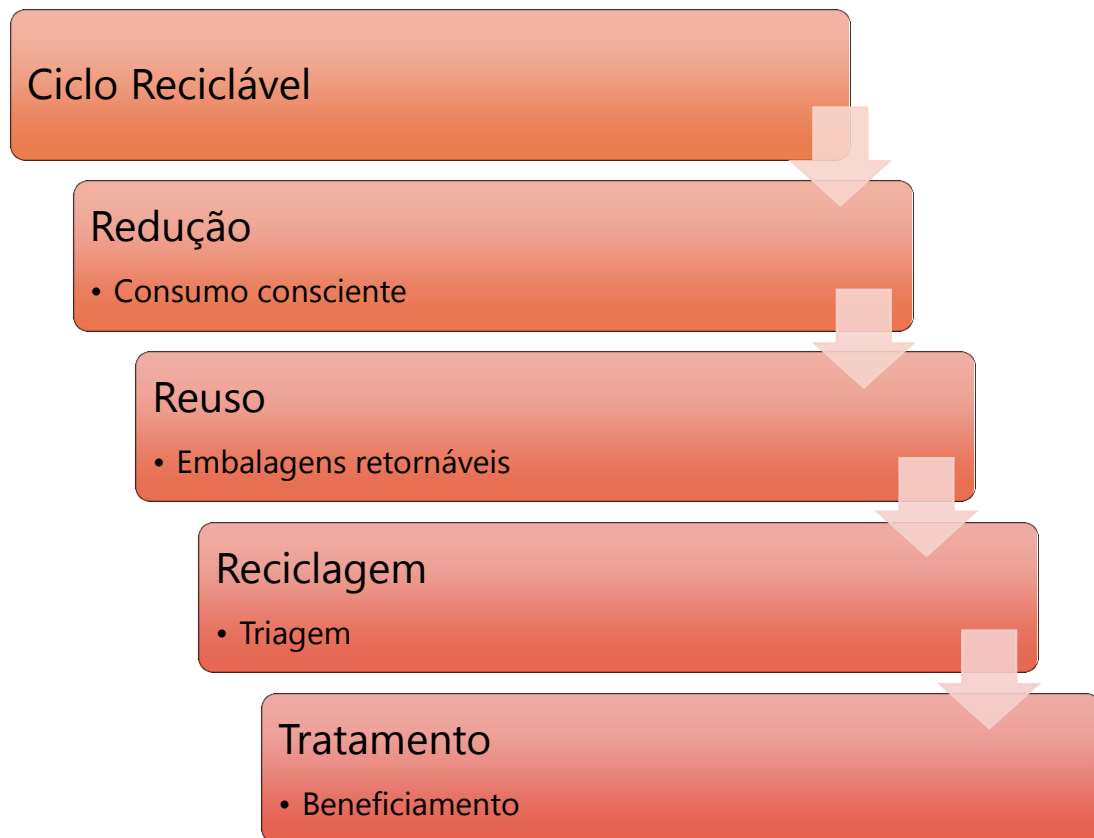 Ciclo Reciclável
Redução
• Consumo consciente
Reuso
• Embalagens retornáveis
Reciclagem
• Triagem
Tratamento
• Beneficiamento